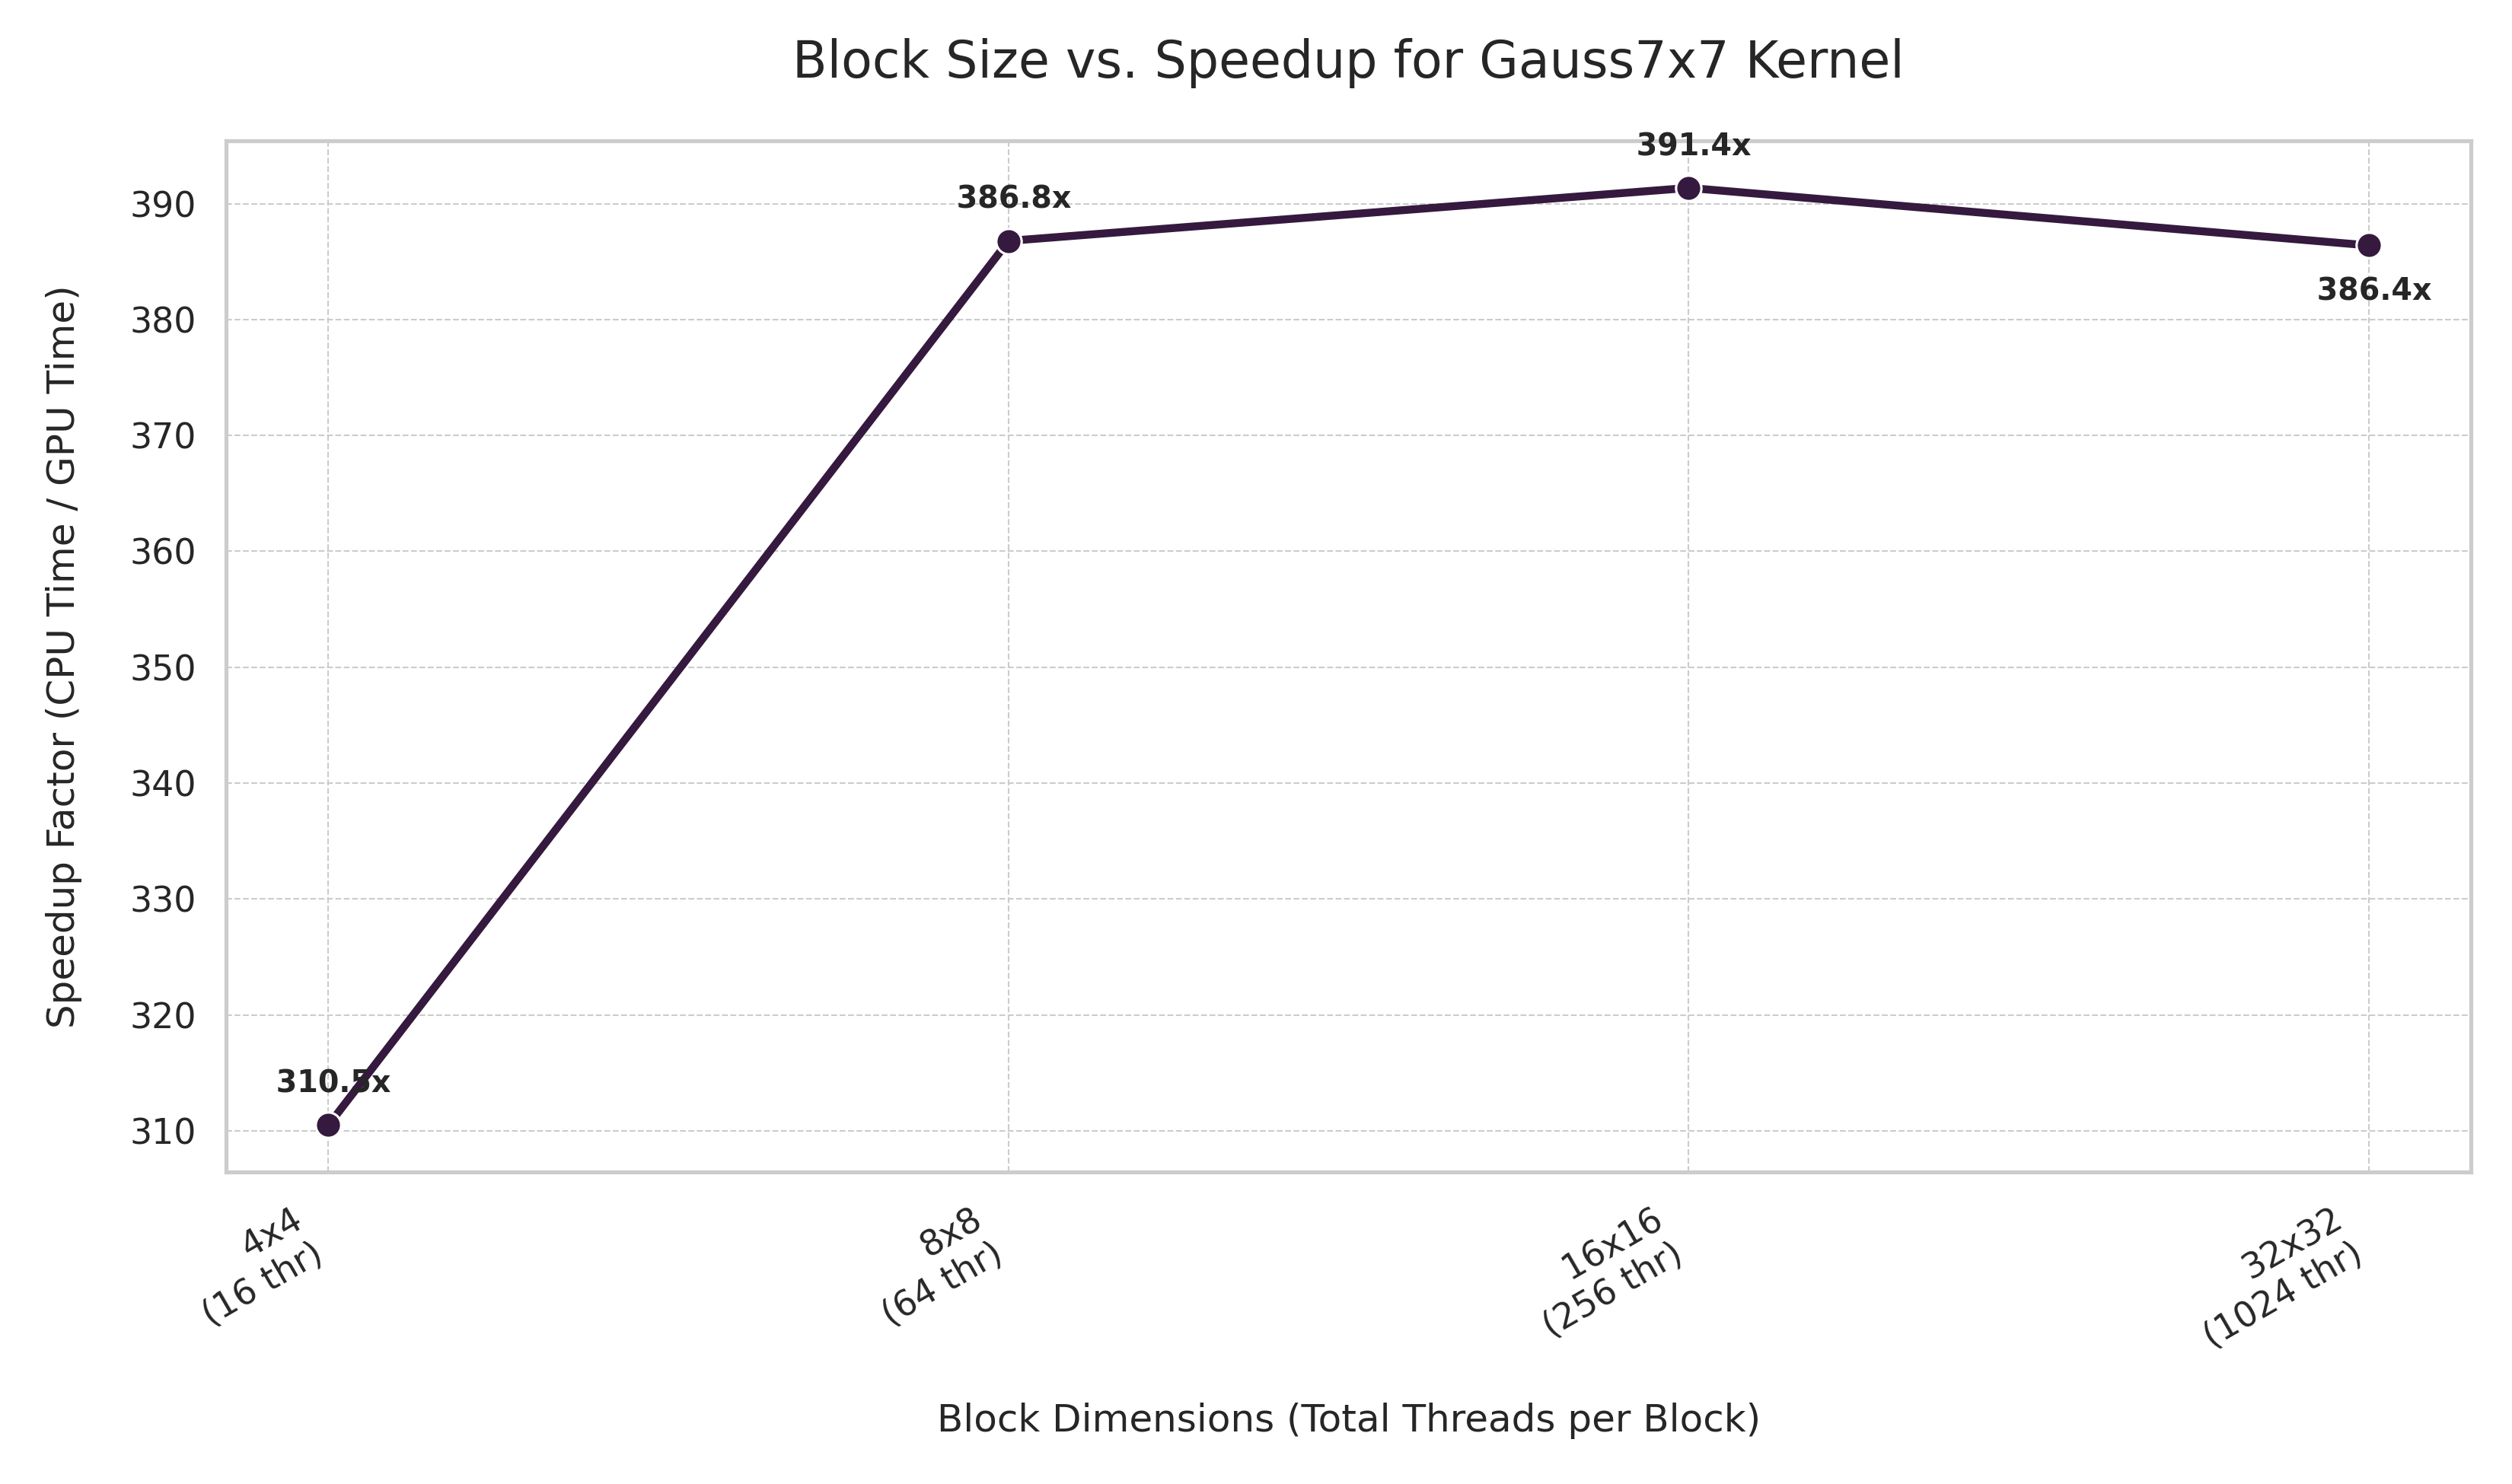 Block Size vs. Speedup for Gauss7x7 Kernel
391.4x
386.8x
386.4x
310.5x
Speedup Factor (CPU Time / GPU Time)
390
380
370
360
350
340
330
320
310
4x4
(16 thr)
8x8
(64 thr)
16x16
(256 thr)
32x32
(1024 thr)
Block Dimensions (Total Threads per Block)